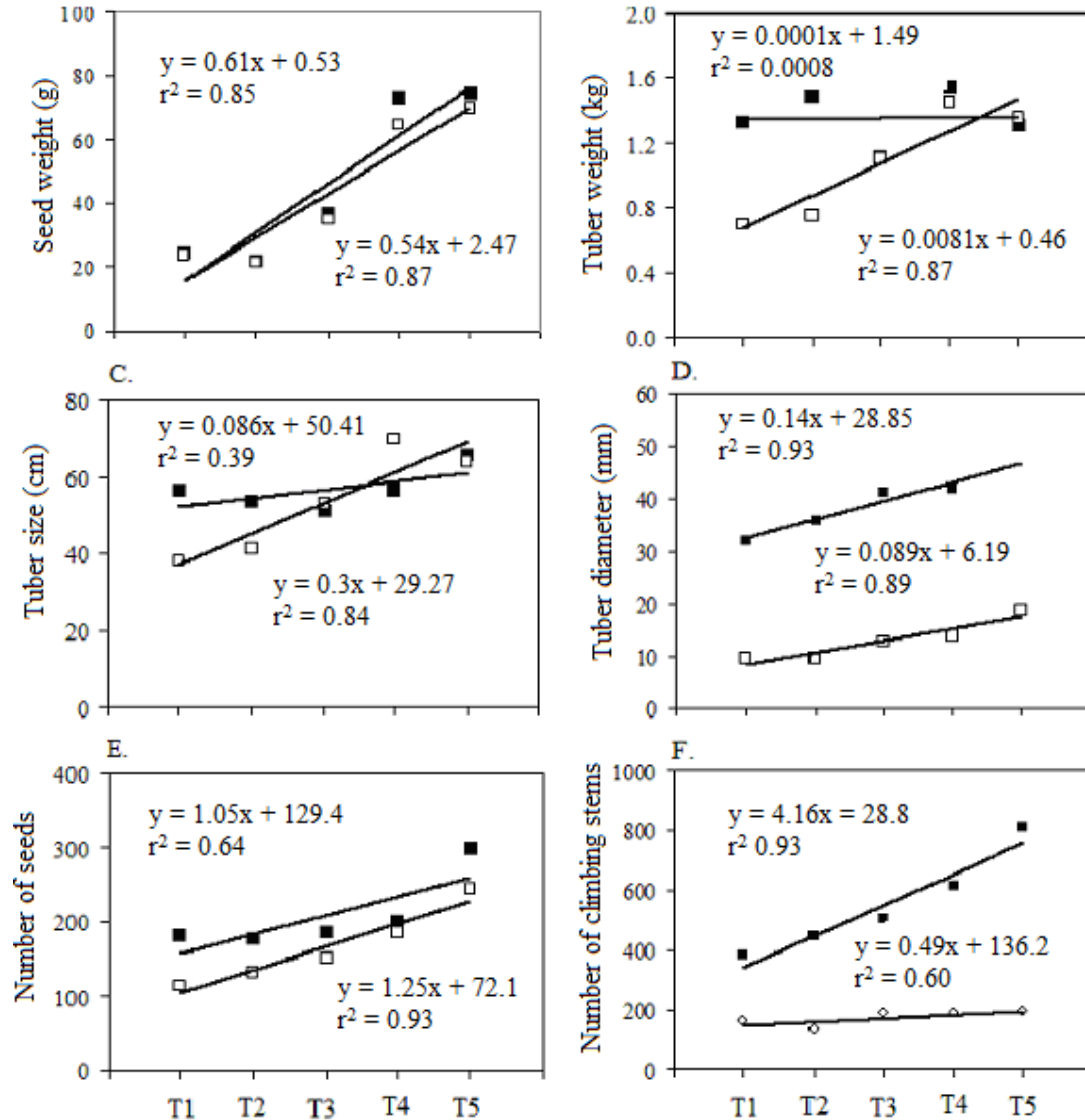 100
80
60
40
20
0
Seed weight (g)
y = 0.61x + 0.53
r² = 0.85
y = 0.54x + 2.47
r² = 0.87
2.0
1.6
1.2
0.8
0.4
0.0
Tuber weight (kg)
y = 0.0001x + 1.49
r² = 0.0008
y = 0.0081x + 0.46
r² = 0.87
C.
80
60
40
20
0
Tuber size (cm)
y = 0.086x + 50.41
r² = 0.39
y = 0.3x + 29.27
r² = 0.84
D.
60
50
40
30
20
10
0
Tuber diameter (mm)
y = 0.14x + 28.85
r² = 0.93
y = 0.089x + 6.19
r² = 0.89
E.
400
300
200
100
0
Number of seeds
y = 1.05x + 129.4
r² = 0.64
y = 1.25x + 72.1
r² = 0.93
T1 T2 T3 T4 T5
F.
1000
800
600
400
200
0
Number of climbing stems
y = 4.16x = 28.8
r² 0.93
y = 0.49x + 136.2
r² = 0.60
T1 T2 T3 T4 T5